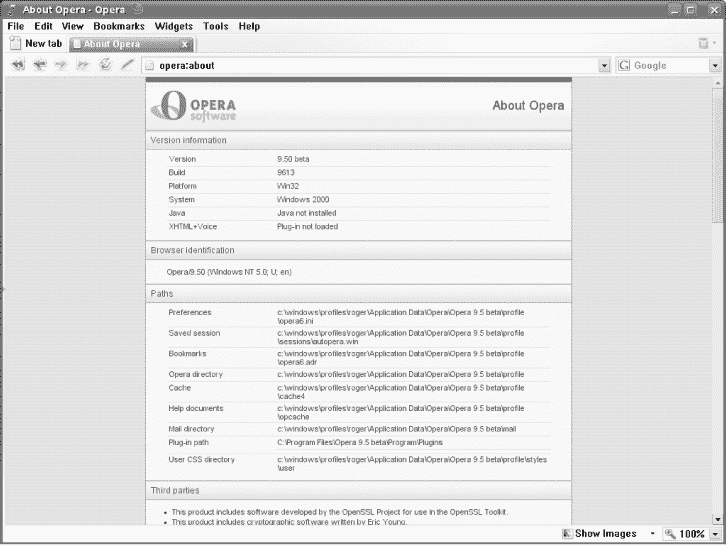 About Opera - Opera
File Edit View Bookmarks Widgets Tools Help
New tab About Opera x
opera:about Google
OPERA
software
About Opera
Version information
Version 9.50 beta
Build 9613
Platform Win32
System Windows 2000
Java Java not installed
XHTML+Voice Plug-in not loaded
Browser identification
Opera/9.50 (Windows NT 5.0; U; en)
Paths
Preferences c:\windows\profiles\roger\Application Data\Opera\Opera 9.5 beta\profile
\opera6.ini
Saved session c:\windows\profiles\roger\Application Data\Opera\Opera 9.5 beta\profile
\sessions\autopera.win
Bookmarks c:\windows\profiles\roger\Application Data\Opera\Opera 9.5 beta\profile
\opera6.adr
Opera directory c:\windows\profiles\roger\Application Data\Opera\Opera 9.5 beta\profile
Cache c:\windows\profiles\roger\Application Data\Opera\Opera 9.5 beta\profile
\cache4
Help documents c:\windows\profiles\roger\Application Data\Opera\Opera 9.5 beta\profile
\opcache
Mail directory c:\windows\profiles\roger\Application Data\Opera\Opera 9.5 beta\mail
Plug-in path C:\Program Files\Opera 9.5 beta\Program\Plugins
User CSS directory c:\windows\profiles\roger\Application Data\Opera\Opera 9.5 beta\profile\styles
\user
Third parties
• This product includes software developed by the OpenSSL Project for use in the OpenSSL Toolkit.
• This product includes cryptographic software written by Eric Young.
Show Images 100%